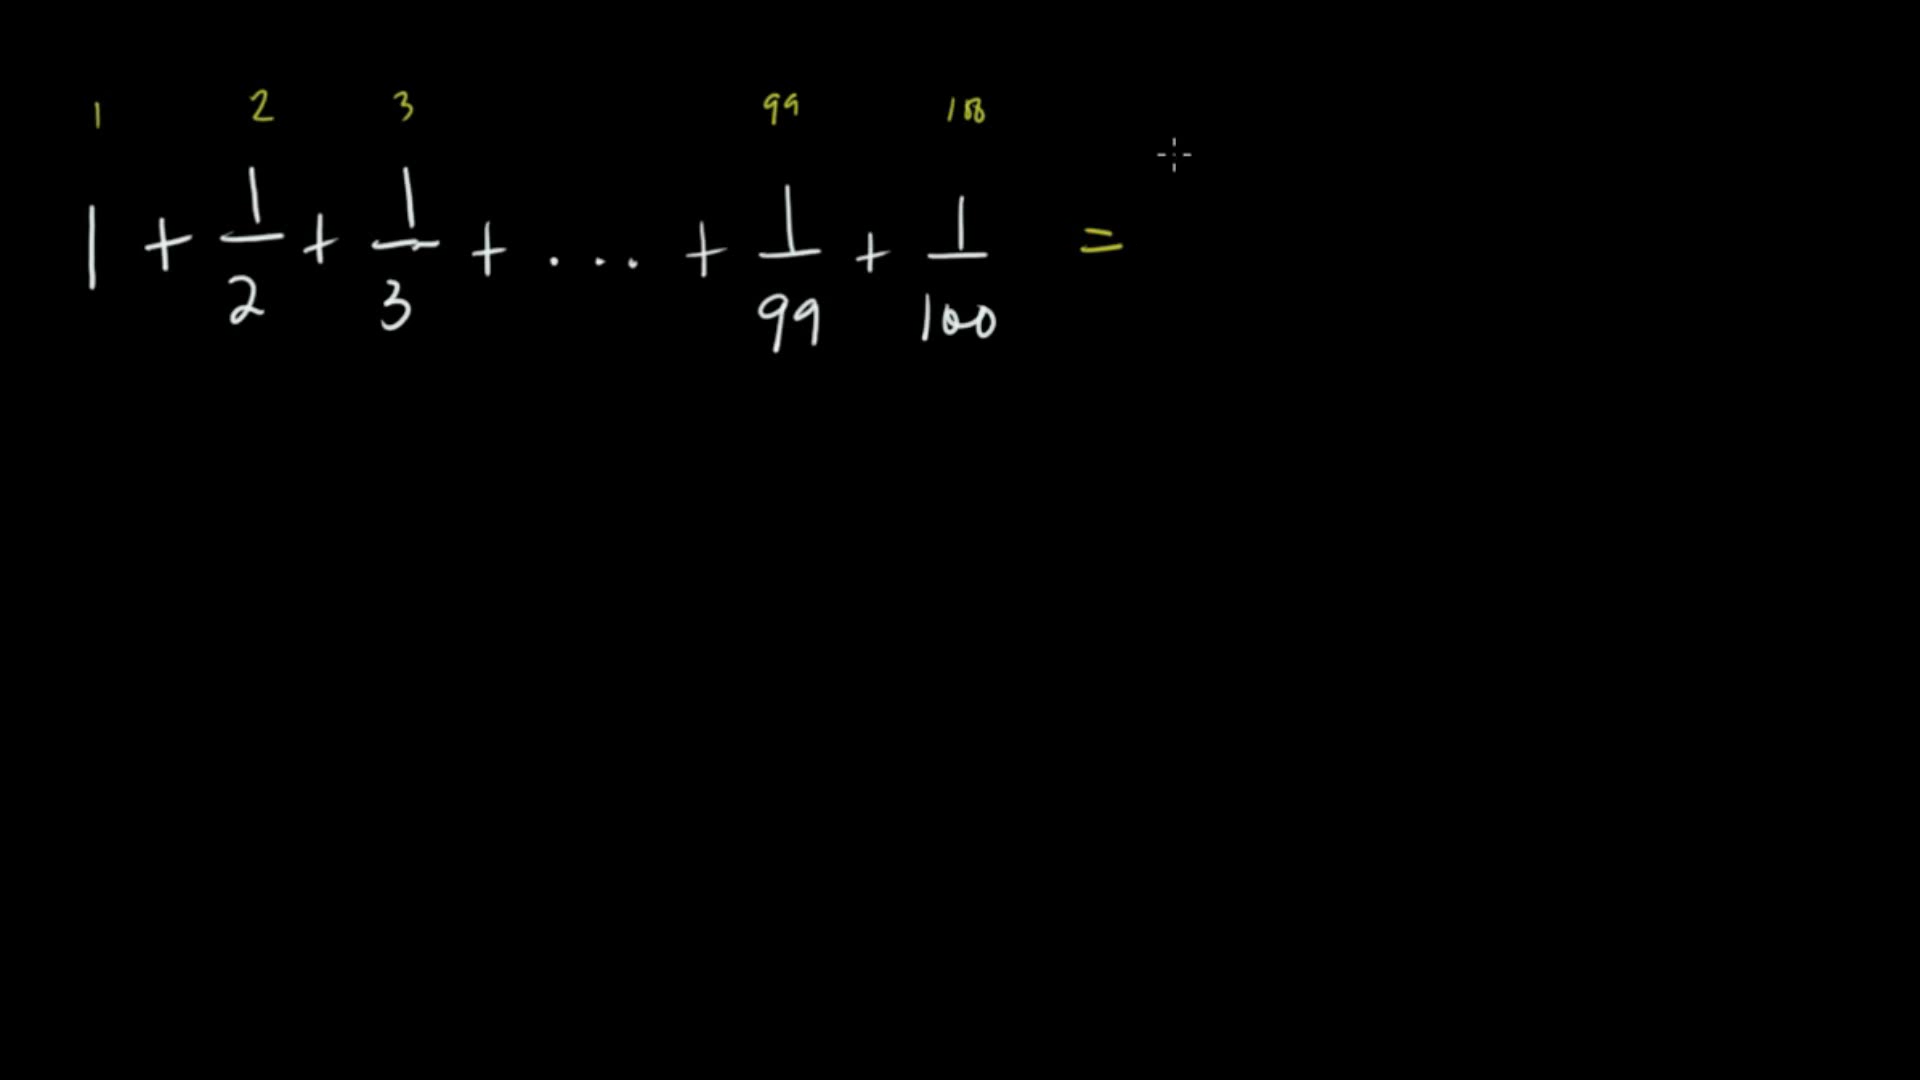 1 2 3 99 100
1 + 1/2 + 1/3 + ... + 1/99 + 1/100 =